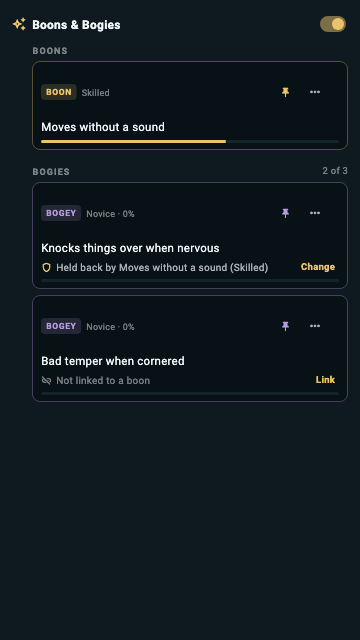 Boons & Bogies
BOONS
BOON Skilled
Moves without a sound
BOGIES 2 of 3
BOGEY Novice · 0%
Knocks things over when nervous
Held back by Moves without a sound (Skilled) Change
BOGEY Novice · 0%
Bad temper when cornered
Not linked to a boon Link